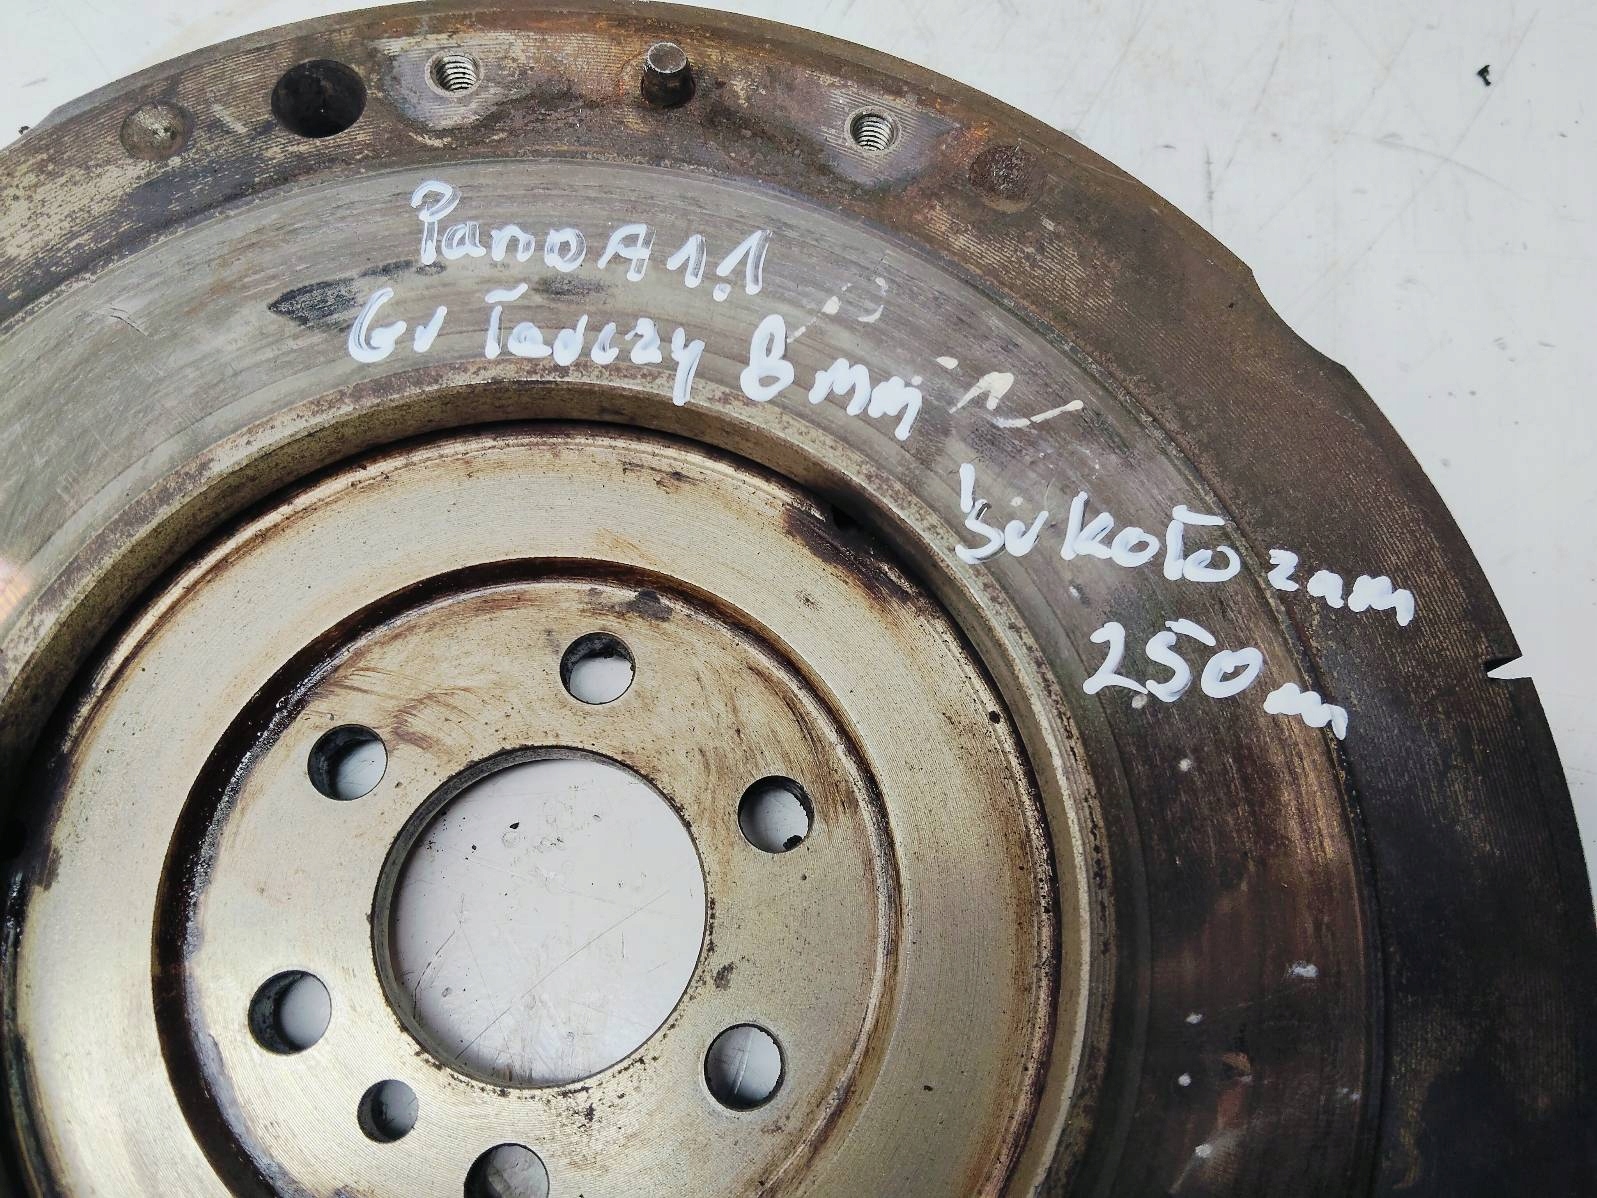 Panda 1.1
Gr Tarczy 8 mm
Śr koło zam
250 m